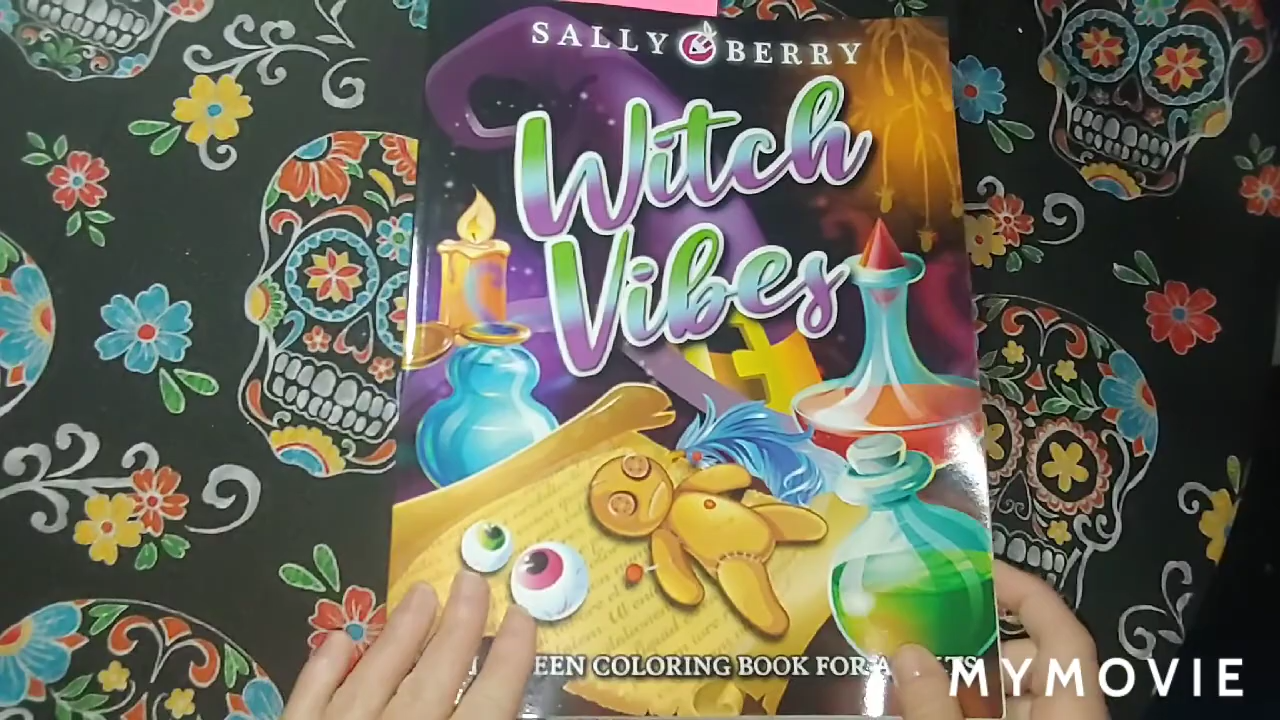 SALLY BERRY
Witch
Vibes
EEN COLORING BOOK FOR A
MYMOVIE